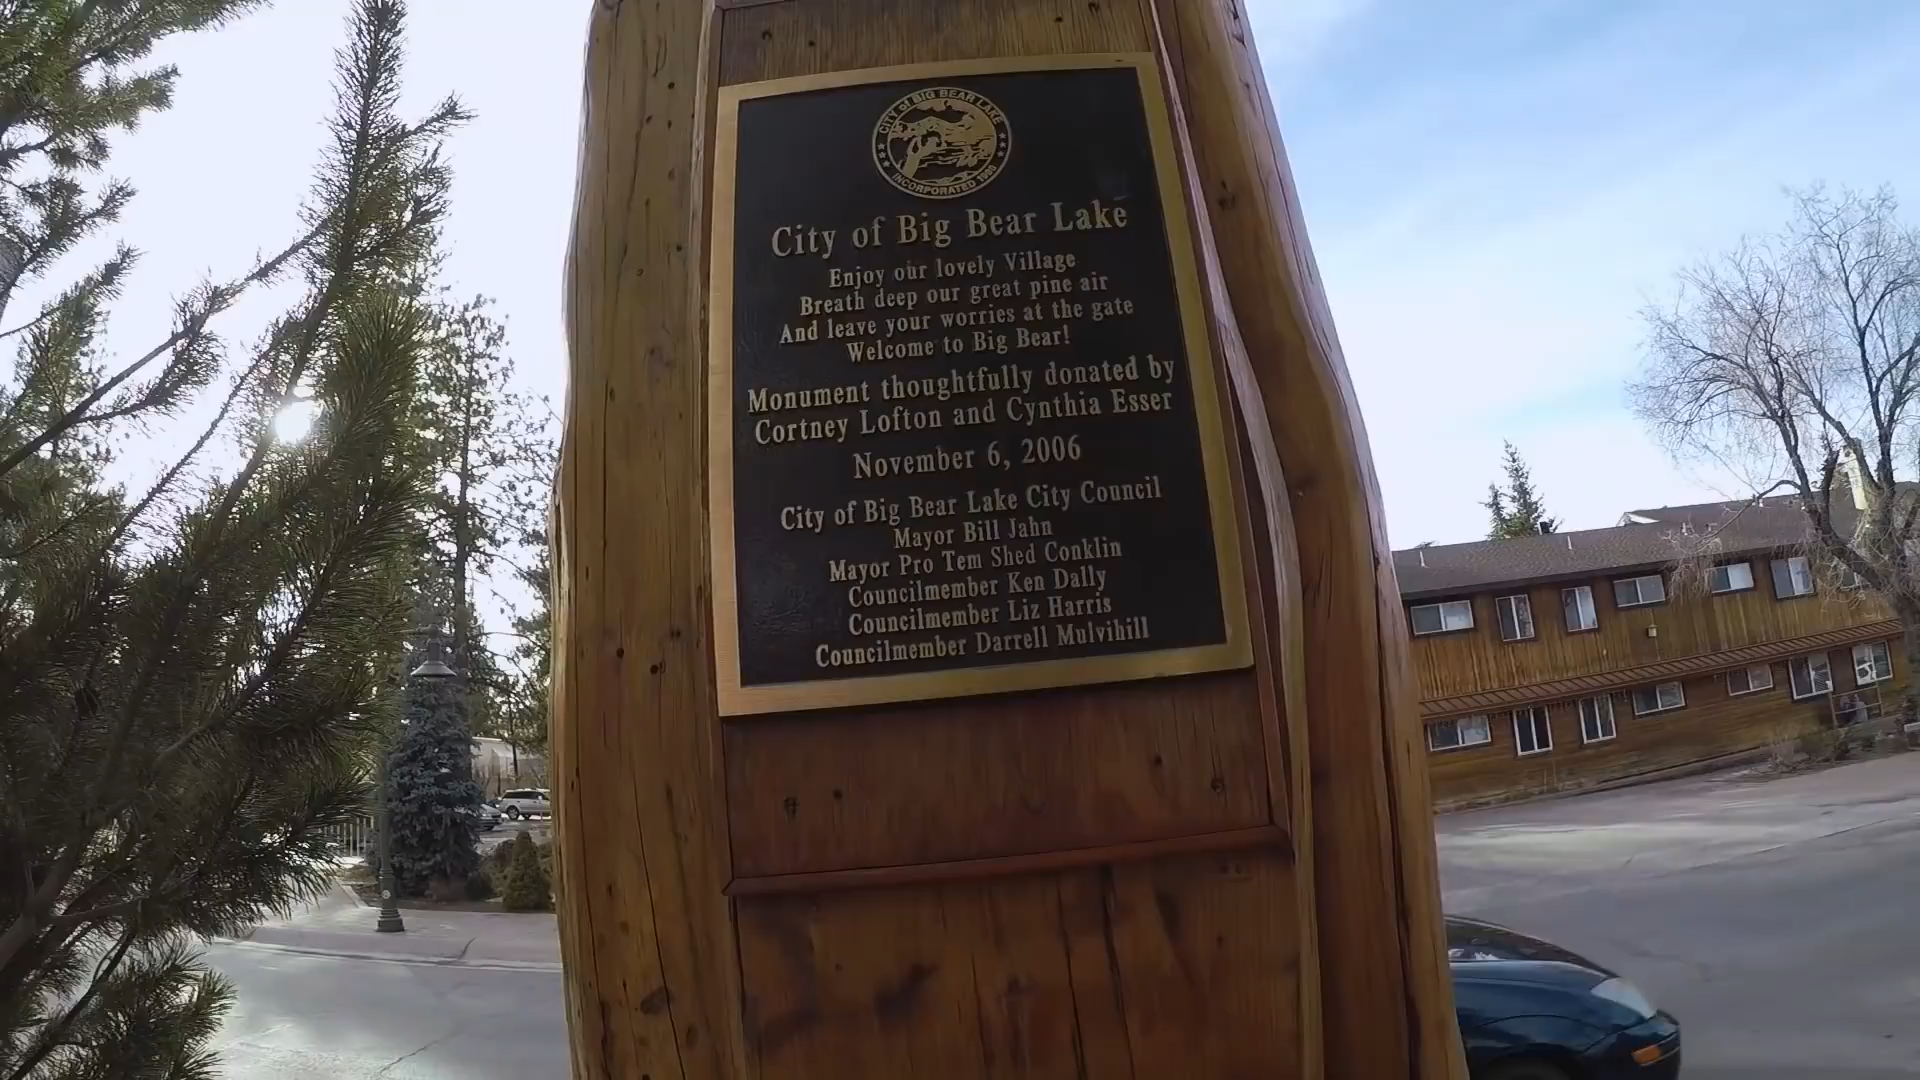 CITY of BIG BEAR LAKE
INCORPORATED 1980
City of Big Bear Lake
Enjoy our lovely Village
Breath deep our great pine air
And leave your worries at the gate
Welcome to Big Bear!
Monument thoughtfully donated by
Cortney Lofton and Cynthia Esser
November 6, 2006
City of Big Bear Lake City Council
Mayor Bill Jahn
Mayor Pro Tem Shed Conklin
Councilmember Ken Dally
Councilmember Liz Harris
Councilmember Darrell Mulvihill